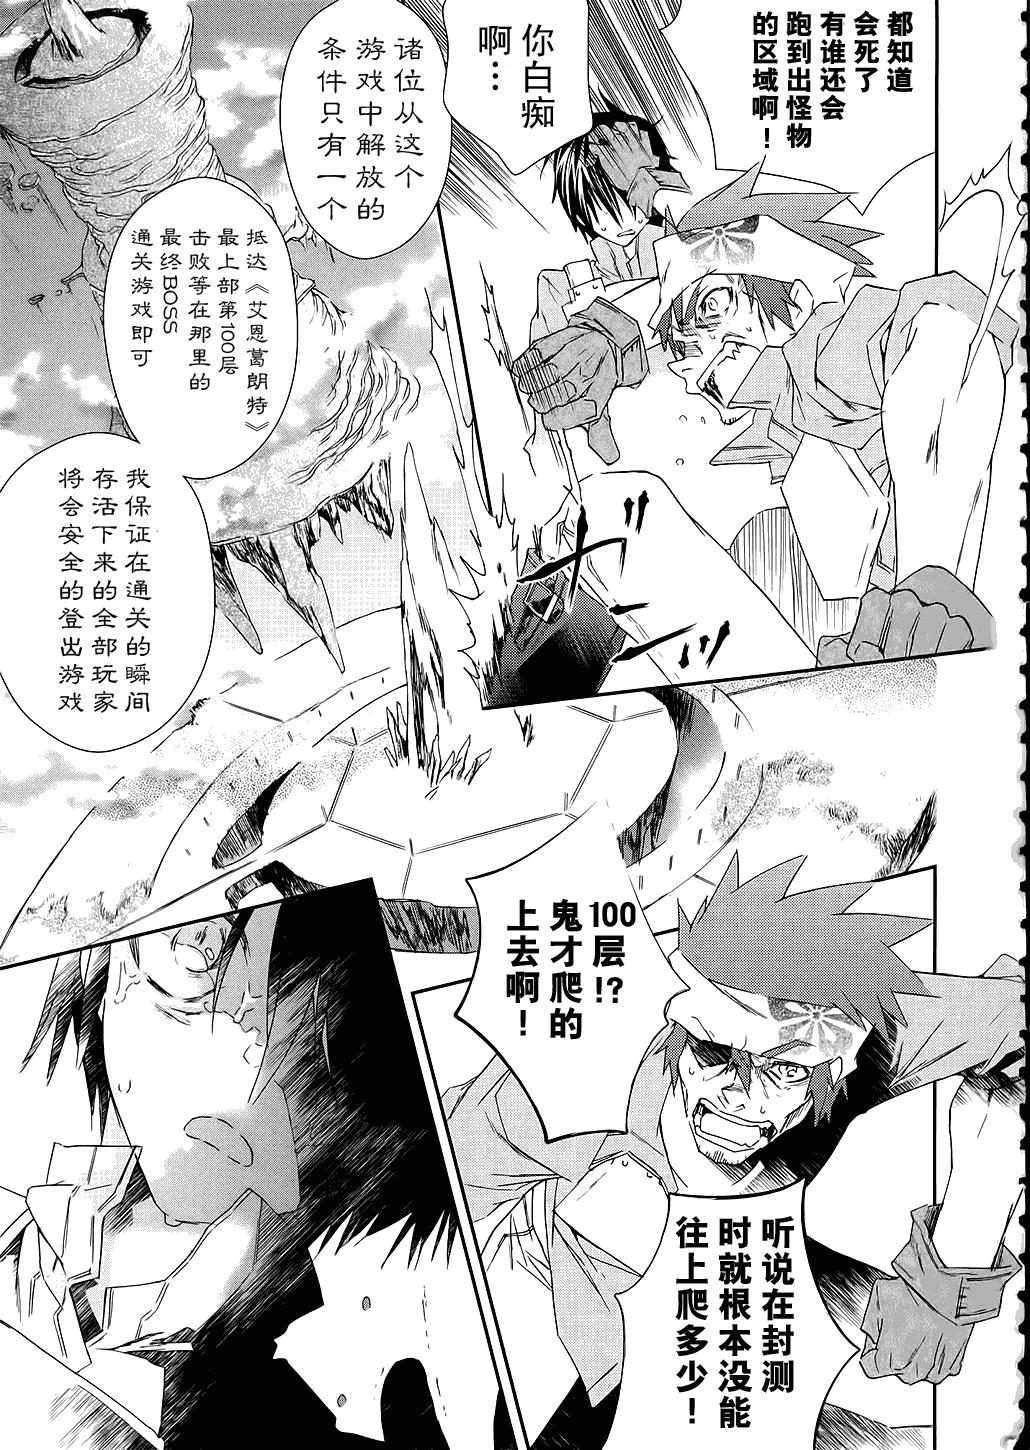 都知道
会死了
有谁还会
跑到出怪物
的区域啊！
你白痴
啊…
诸位从这个
游戏中解放的
条件只有一个
抵达《艾恩葛朗特》
最上部第100层
击败等在那里的
最终BOSS
通关游戏即可
我保证在通关的瞬间
存活下来的全部玩家
将会安全的登出游戏
100层!?
鬼才爬的
上去啊！
听说在封测
时就根本没能
往上爬多少！